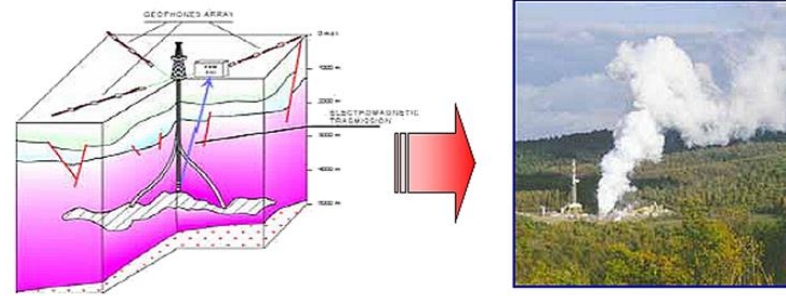 GEOPHONES ARRAY
0 m
1000 m
2000 m
ELECTROMAGNETIC
TRASMISSION
3000 m
4000 m
5000 m